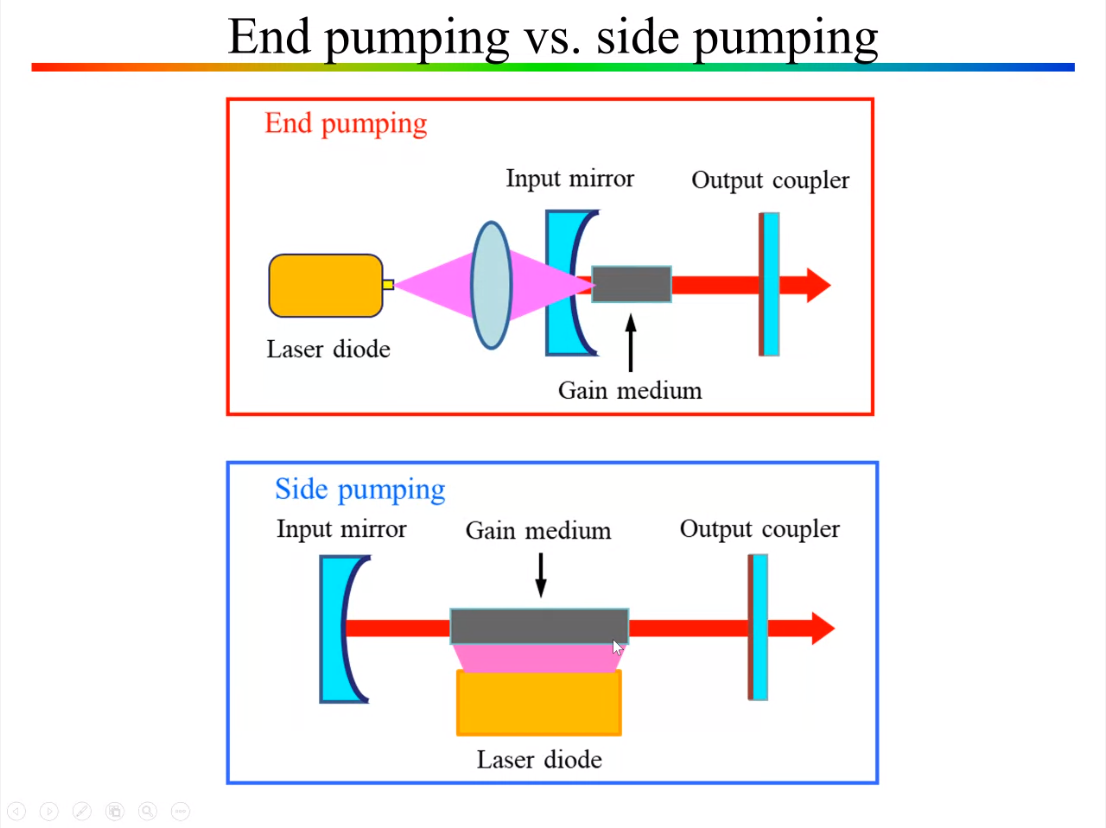 End pumping vs. side pumping
End pumping
Input mirror
Output coupler
Laser diode
Gain medium
Side pumping
Input mirror
Gain medium
Output coupler
Laser diode